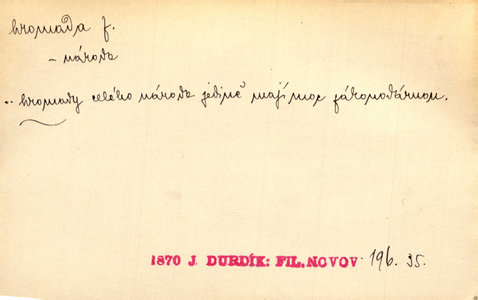 hromada f.
– národa
.. hromady celého národa jedině mají moc zákonodárnou.
1870 J. DURDÍK: FIL.NOVOV. 196. 35.